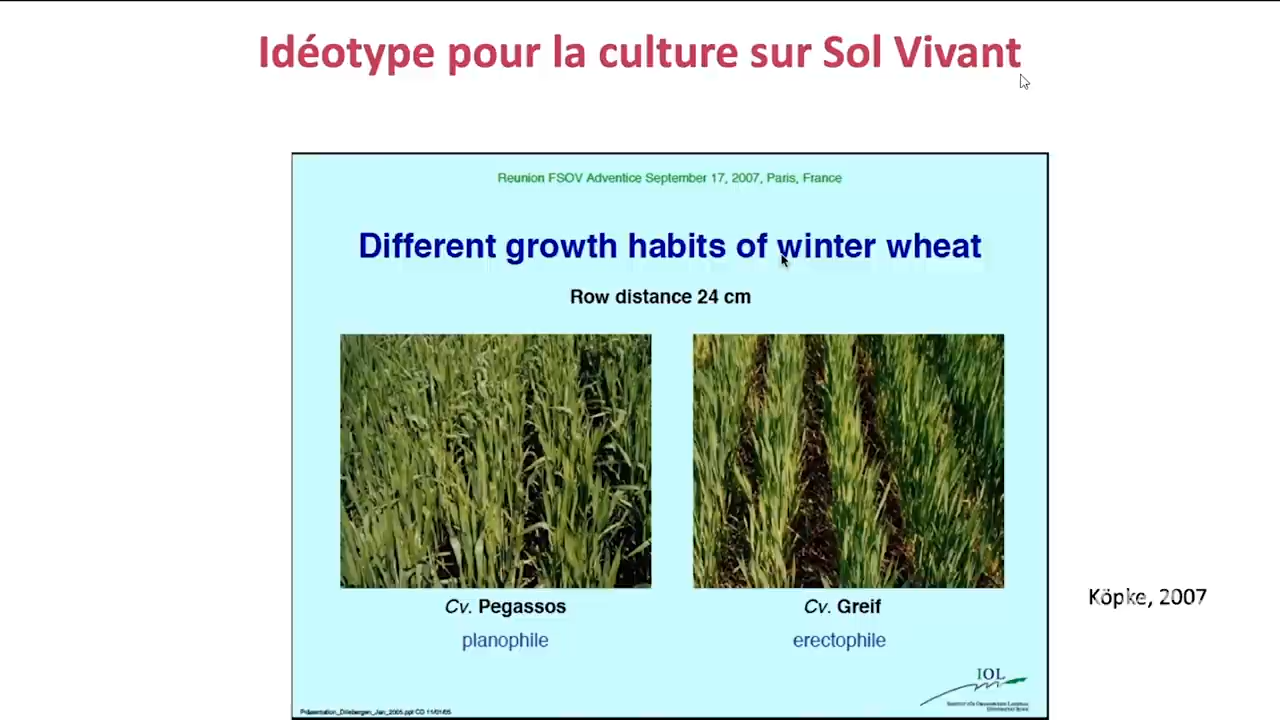 Idéotype pour la culture sur Sol Vivant
Reunion FSOV Adventice September 17, 2007, Paris, France
Different growth habits of winter wheat
Row distance 24 cm
Cv. Pegassos
planophile
Cv. Greif
erectophile
Köpke, 2007
IOL